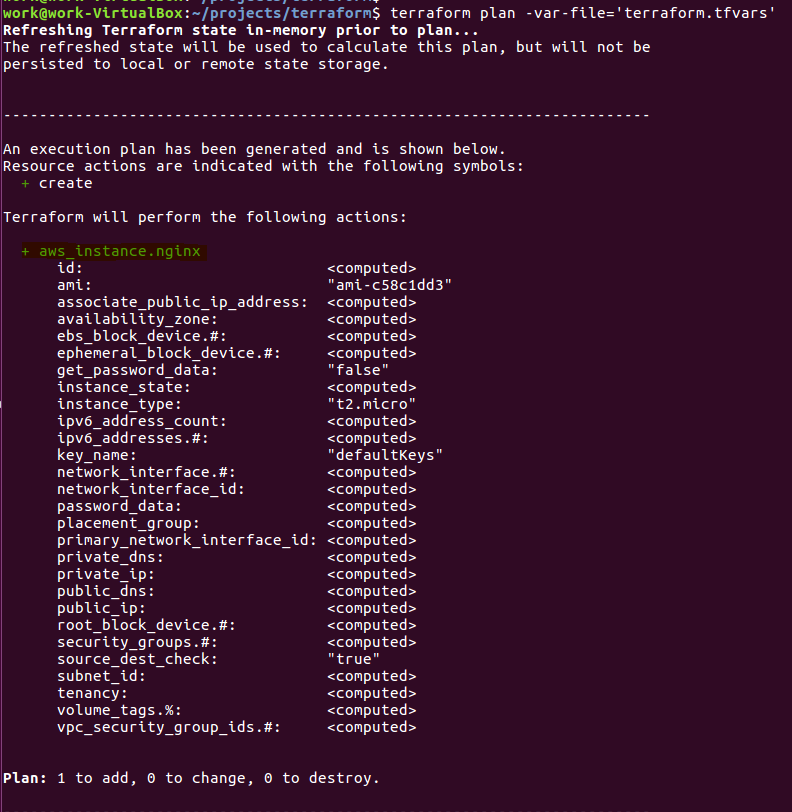 work@work-VirtualBox:~/projects/terraform$
work@work-VirtualBox:~/projects/terraform$ terraform plan -var-file='terraform.tfvars'
Refreshing Terraform state in-memory prior to plan...
The refreshed state will be used to calculate this plan, but will not be
persisted to local or remote state storage.
------------------------------------------------------------------------
An execution plan has been generated and is shown below.
Resource actions are indicated with the following symbols:
+ create
Terraform will perform the following actions:
+ aws_instance.nginx
id: <computed>
ami: "ami-c58c1dd3"
associate_public_ip_address: <computed>
availability_zone: <computed>
ebs_block_device.#: <computed>
ephemeral_block_device.#: <computed>
get_password_data: "false"
instance_state: <computed>
instance_type: "t2.micro"
ipv6_address_count: <computed>
ipv6_addresses.#: <computed>
key_name: "defaultKeys"
network_interface.#: <computed>
network_interface_id: <computed>
password_data: <computed>
placement_group: <computed>
primary_network_interface_id: <computed>
private_dns: <computed>
private_ip: <computed>
public_dns: <computed>
public_ip: <computed>
root_block_device.#: <computed>
security_groups.#: <computed>
source_dest_check: "true"
subnet_id: <computed>
tenancy: <computed>
volume_tags.%: <computed>
vpc_security_group_ids.#: <computed>
Plan: 1 to add, 0 to change, 0 to destroy.
------------------------------------------------------------------------